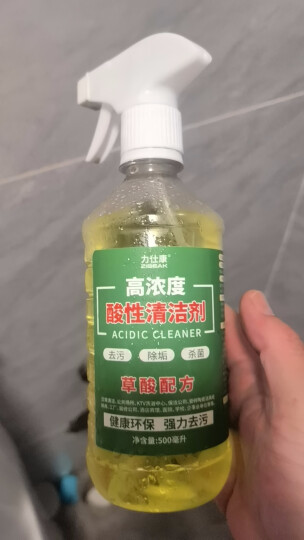 力仕康
高浓度
酸性清洁剂
ACIDIC CLEANER
去污 除垢 杀菌
草酸配方
健康环保 强力去污
净含量:500毫升